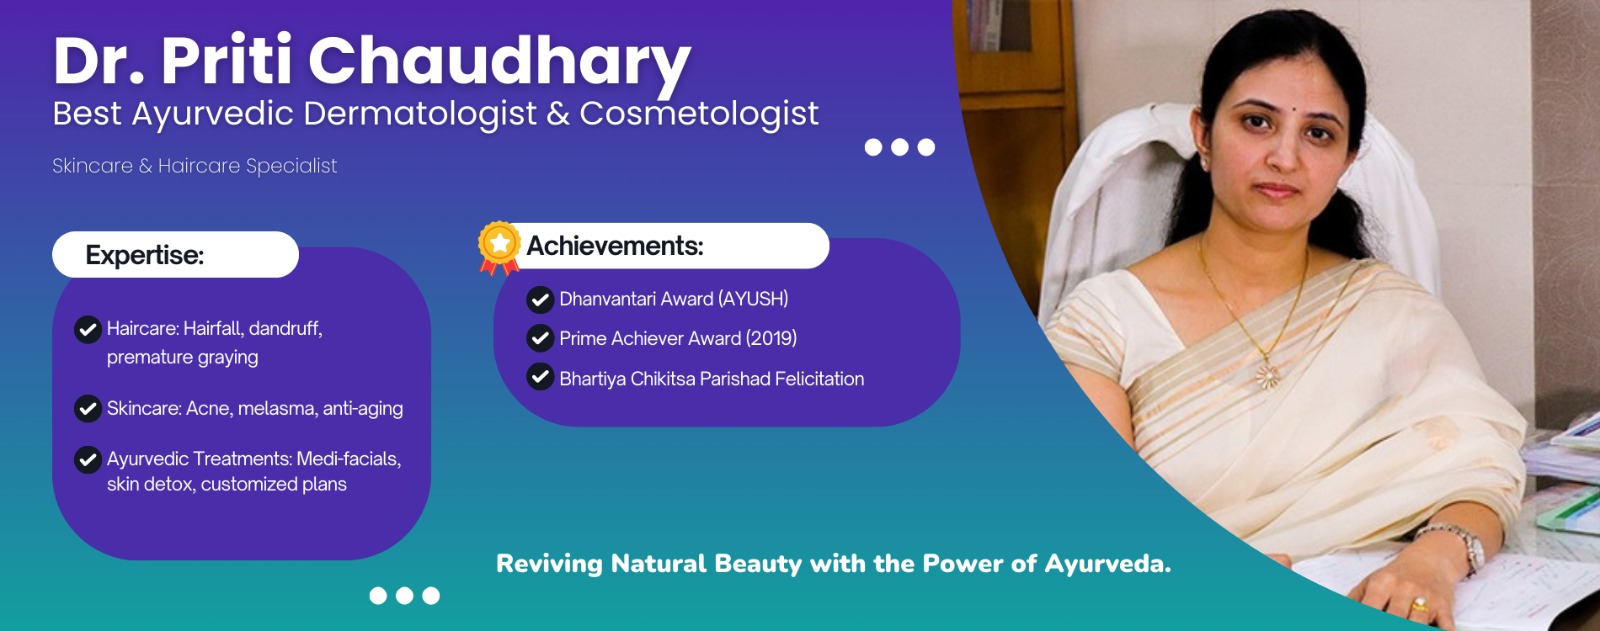 Dr. Priti Chaudhary
Best Ayurvedic Dermatologist & Cosmetologist
Skincare & Haircare Specialist
Expertise:
Haircare: Hairfall, dandruff,
premature graying
Skincare: Acne, melasma, anti-aging
Ayurvedic Treatments: Medi-facials,
skin detox, customized plans
Achievements:
Dhanvantari Award (AYUSH)
Prime Achiever Award (2019)
Bhartiya Chikitsa Parishad Felicitation
Reviving Natural Beauty with the Power of Ayurveda.